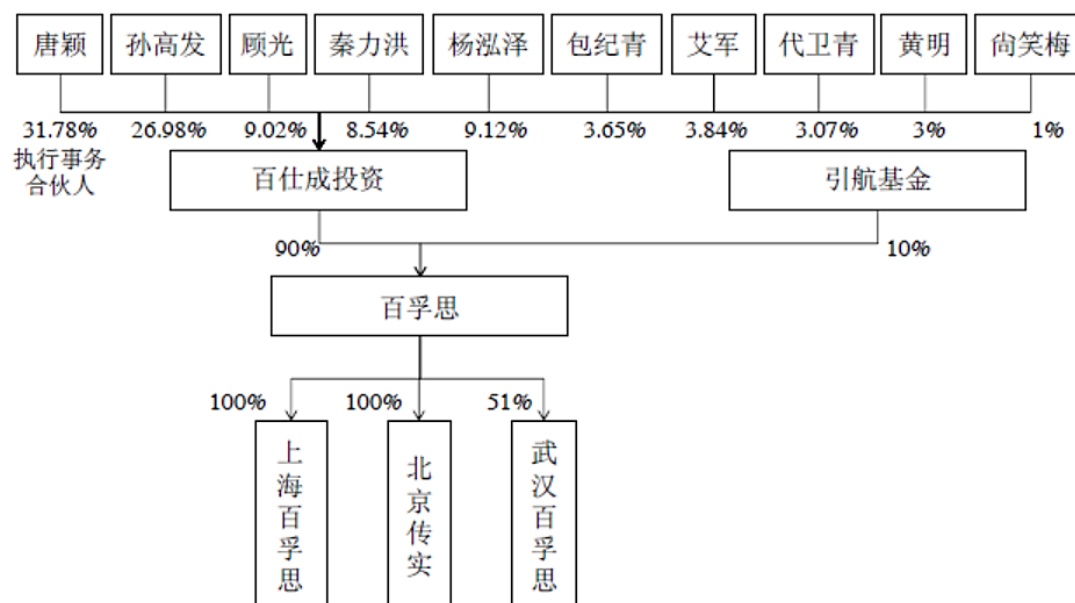 唐颖 孙高发 顾光 秦力洪 杨泓泽 包纪青 艾军 代卫青 黄明 尙笑梅
31.78% 26.98% 9.02% 8.54% 9.12% 3.65% 3.84% 3.07% 3% 1%
执行事务
合伙人
百仕成投资 引航基金
90% 10%
百孚思
100% 100% 51%
上海百孚思
北京传实
武汉百孚思